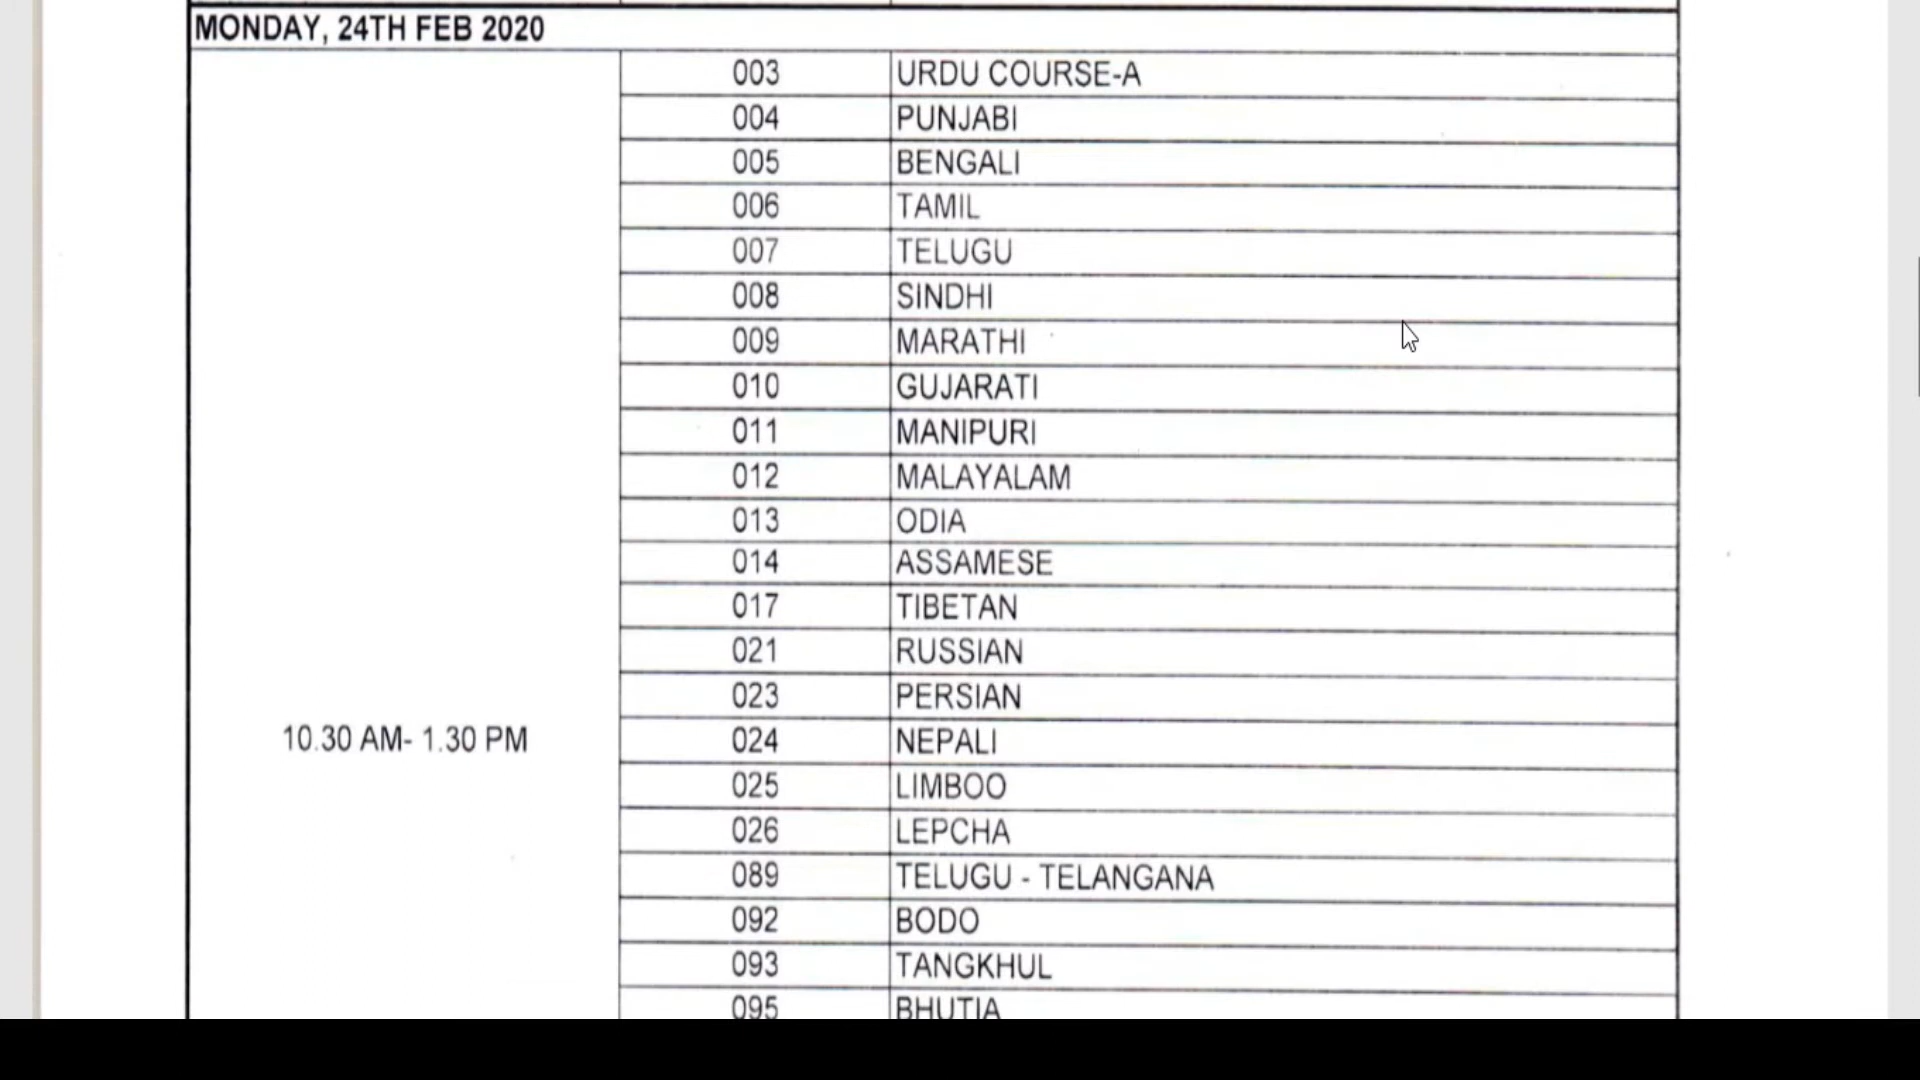 MONDAY, 24TH FEB 2020
003 URDU COURSE-A
004 PUNJABI
005 BENGALI
006 TAMIL
007 TELUGU
008 SINDHI
009 MARATHI
010 GUJARATI
011 MANIPURI
012 MALAYALAM
013 ODIA
014 ASSAMESE
017 TIBETAN
021 RUSSIAN
023 PERSIAN
10.30 AM- 1.30 PM 024 NEPALI
025 LIMBOO
026 LEPCHA
089 TELUGU - TELANGANA
092 BODO
093 TANGKHUL
095 BHUTIA